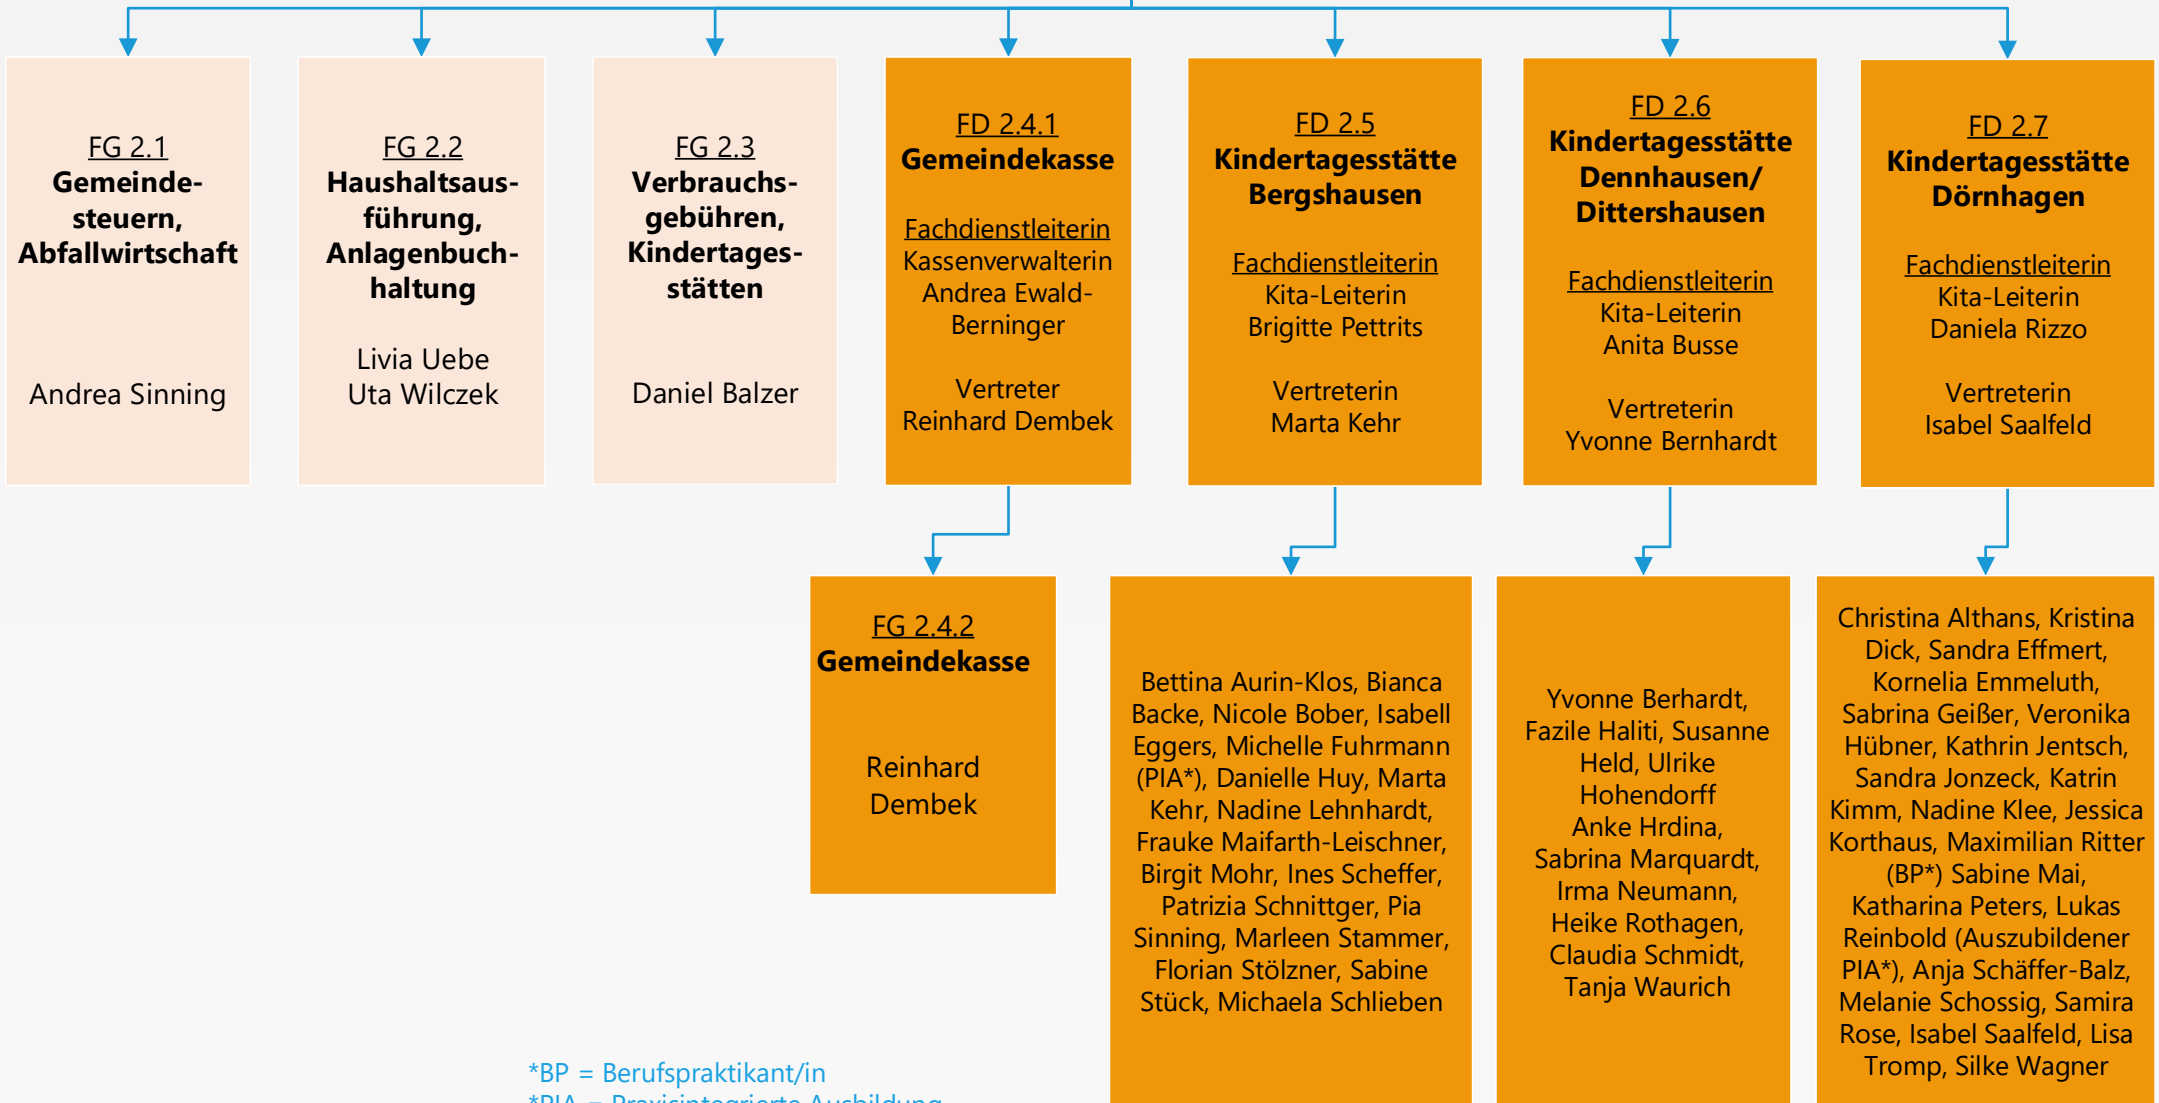 FG 2.1
Gemeinde-
steuern,
Abfallwirtschaft
Andrea Sinning
FG 2.2
Haushaltsaus-
führung,
Anlagenbuch-
haltung
Livia Uebe
Uta Wilczek
FG 2.3
Verbrauchs-
gebühren,
Kindertages-
stätten
Daniel Balzer
FD 2.4.1
Gemeindekasse
Fachdienstleiterin
Kassenverwalterin
Andrea Ewald-
Berninger
Vertreter
Reinhard Dembek
FD 2.5
Kindertagesstätte
Bergshausen
Fachdienstleiterin
Kita-Leiterin
Brigitte Pettrits
Vertreterin
Marta Kehr
FD 2.6
Kindertagesstätte
Dennhausen/
Dittershausen
Fachdienstleiterin
Kita-Leiterin
Anita Busse
Vertreterin
Yvonne Bernhardt
FD 2.7
Kindertagesstätte
Dörnhagen
Fachdienstleiterin
Kita-Leiterin
Daniela Rizzo
Vertreterin
Isabel Saalfeld
FG 2.4.2
Gemeindekasse
Reinhard
Dembek
Bettina Aurin-Klos, Bianca
Backe, Nicole Bober, Isabell
Eggers, Michelle Fuhrmann
(PIA*), Danielle Huy, Marta
Kehr, Nadine Lehnhardt,
Frauke Maifarth-Leischner,
Birgit Mohr, Ines Scheffer,
Patrizia Schnittger, Pia
Sinning, Marleen Stammer,
Florian Stölzner, Sabine
Stück, Michaela Schlieben
Yvonne Berhardt,
Fazile Haliti, Susanne
Held, Ulrike
Hohendorff
Anke Hrdina,
Sabrina Marquardt,
Irma Neumann,
Heike Rothagen,
Claudia Schmidt,
Tanja Waurich
Christina Althans, Kristina
Dick, Sandra Effmert,
Kornelia Emmeluth,
Sabrina Geißer, Veronika
Hübner, Kathrin Jentsch,
Sandra Jonzeck, Katrin
Kimm, Nadine Klee, Jessica
Korthaus, Maximilian Ritter
(BP*) Sabine Mai,
Katharina Peters, Lukas
Reinbold (Auszubildener
PIA*), Anja Schäffer-Balz,
Melanie Schossig, Samira
Rose, Isabel Saalfeld, Lisa
Tromp, Silke Wagner
*BP = Berufspraktikant/in
*PIA = Praxisintegrierte Ausbildung